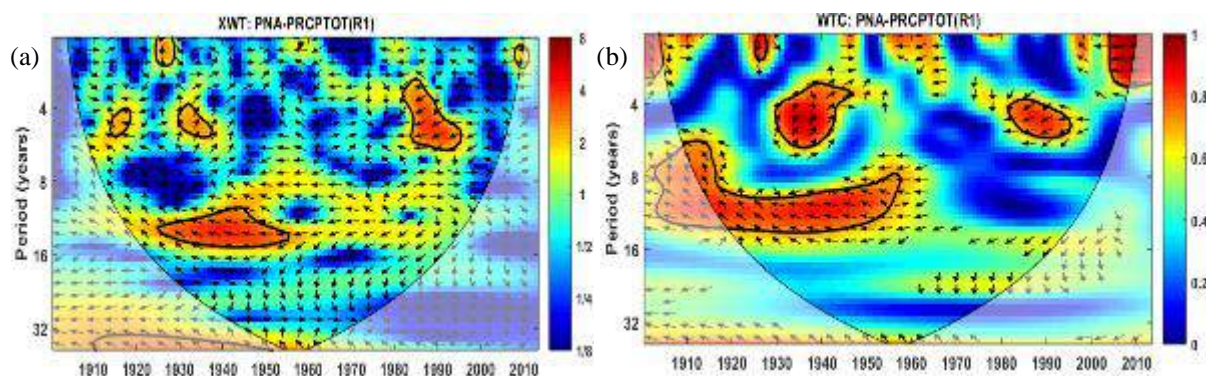 (a)
XWT: PNA-PRCPTOT(R1)
Period (years)
4
8
16
32
1910 1920 1930 1940 1950 1960 1970 1980 1990 2000 2010
8
4
2
1
1/2
1/4
1/8
(b)
WTC: PNA-PRCPTOT(R1)
Period (years)
4
8
16
32
1910 1920 1930 1940 1950 1960 1970 1980 1990 2000 2010
1
0.8
0.6
0.4
0.2
0